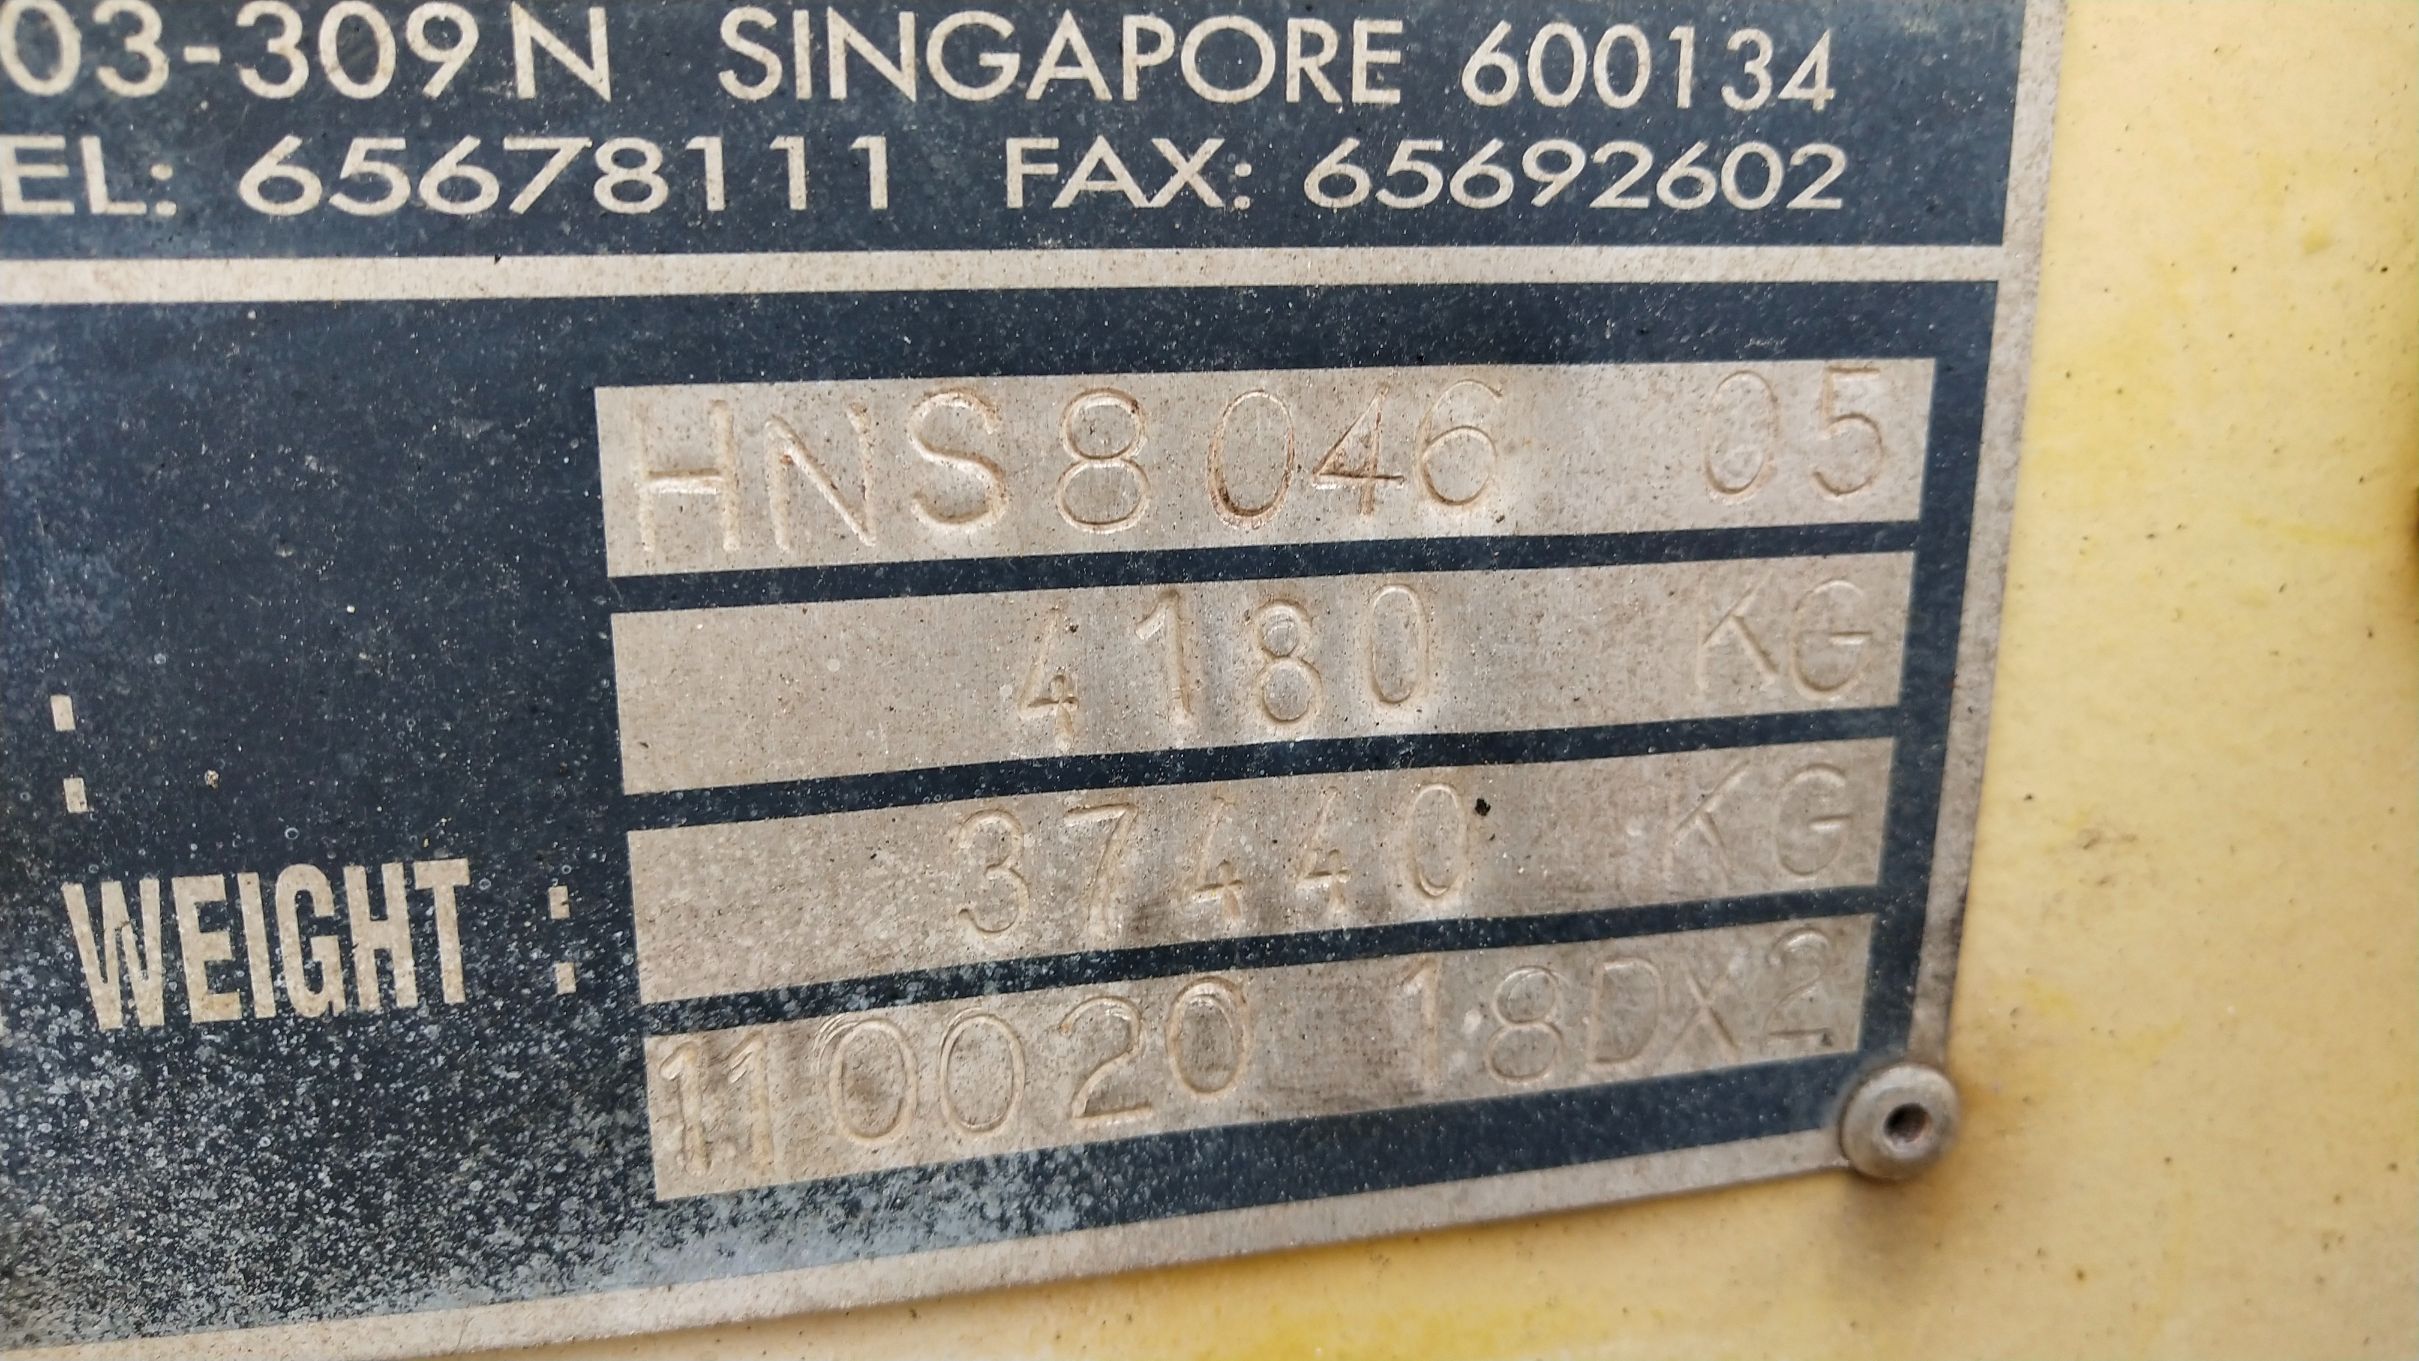 03-309N SINGAPORE 600134
EL: 65678111 FAX: 65692602
HNS8046 05
: 4180 KG
WEIGHT : 37440 KG
110020 18DX2